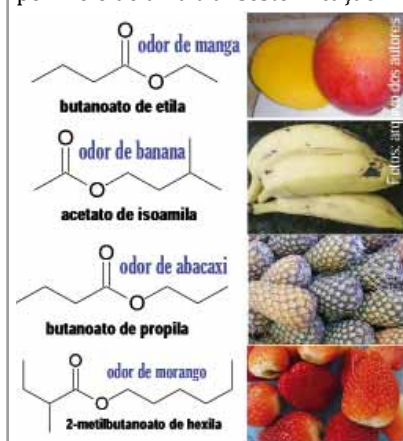 odor de manga
butanoato de etila
odor de banana
acetato de isoamila
odor de abacaxi
butanoato de propila
odor de morango
2-metilbutanoato de hexila
Fotos: arquivo dos autores